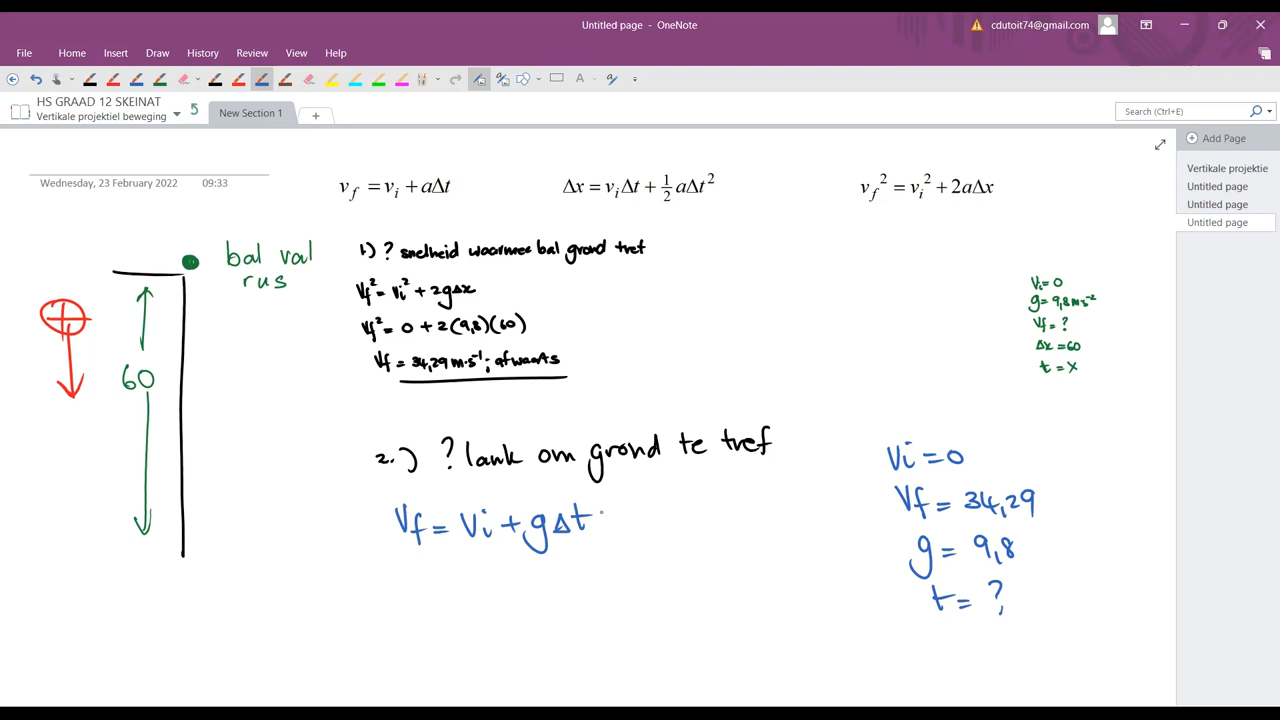 Untitled page - OneNote
cdutoit74@gmail.com
File Home Insert Draw History Review View Help
HS GRAAD 12 SKEINAT
Vertikale projektiel beweging
New Section 1
Search (Ctrl+E)
Add Page
Vertikale projektie
Untitled page
Untitled page
Untitled page
Wednesday, 23 February 2022 09:33
v_f = v_i + aΔt
Δx = v_iΔt + ½aΔt²
v_f² = v_i² + 2aΔx
bal val
rus
60
1.) ? snelheid waarmee bal grond tref
Vf² = Vi² + 2gΔx
Vf² = 0 + 2(9,8)(60)
Vf = 34,29 m·s⁻¹; afwaarts
Vi = 0
g = 9,8 m·s⁻²
Vf = ?
Δx = 60
t = x
2.) ? lank om grond te tref
Vf = Vi + gΔt
Vi = 0
Vf = 34,29
g = 9,8
t = ?